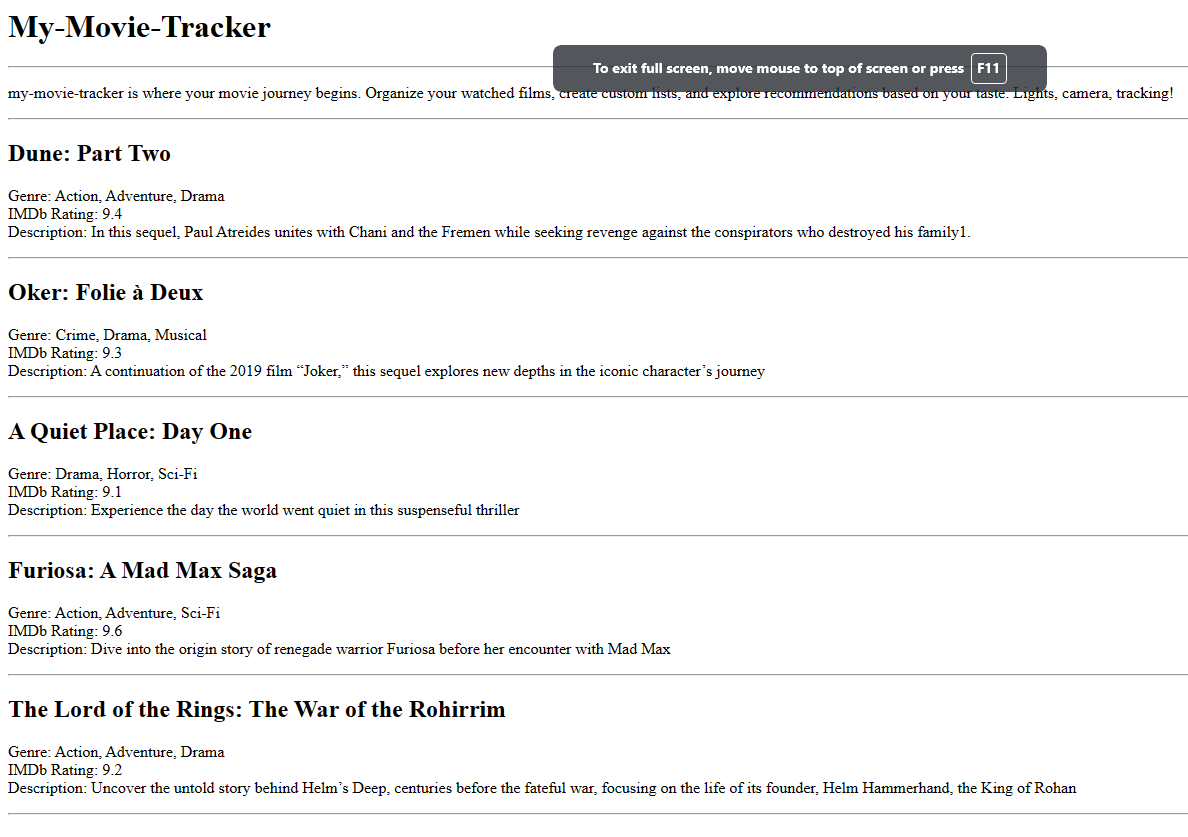 My-Movie-Tracker
To exit full screen, move mouse to top of screen or press F11
my-movie-tracker is where your movie journey begins. Organize your watched films, create custom lists, and explore recommendations based on your taste. Lights, camera, tracking!
Dune: Part Two
Genre: Action, Adventure, Drama
IMDb Rating: 9.4
Description: In this sequel, Paul Atreides unites with Chani and the Fremen while seeking revenge against the conspirators who destroyed his family1.
Oker: Folie à Deux
Genre: Crime, Drama, Musical
IMDb Rating: 9.3
Description: A continuation of the 2019 film “Joker,” this sequel explores new depths in the iconic character’s journey
A Quiet Place: Day One
Genre: Drama, Horror, Sci-Fi
IMDb Rating: 9.1
Description: Experience the day the world went quiet in this suspenseful thriller
Furiosa: A Mad Max Saga
Genre: Action, Adventure, Sci-Fi
IMDb Rating: 9.6
Description: Dive into the origin story of renegade warrior Furiosa before her encounter with Mad Max
The Lord of the Rings: The War of the Rohirrim
Genre: Action, Adventure, Drama
IMDb Rating: 9.2
Description: Uncover the untold story behind Helm’s Deep, centuries before the fateful war, focusing on the life of its founder, Helm Hammerhand, the King of Rohan